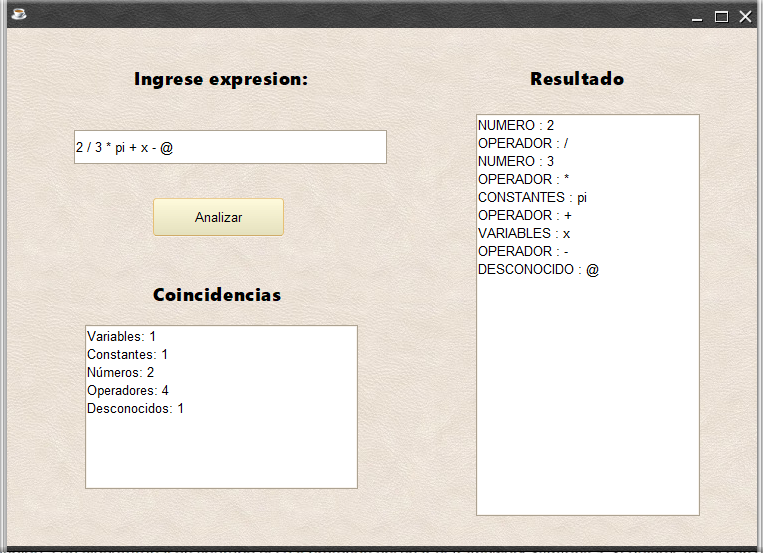 Ingrese expresion:
2 / 3 * pi + x - @
Analizar
Coincidencias
Variables: 1
Constantes: 1
Números: 2
Operadores: 4
Desconocidos: 1
Resultado
NUMERO : 2
OPERADOR : /
NUMERO : 3
OPERADOR : *
CONSTANTES : pi
OPERADOR : +
VARIABLES : x
OPERADOR : -
DESCONOCIDO : @